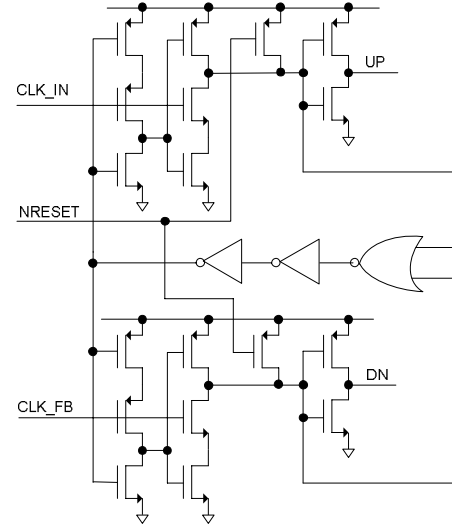 UP
CLK_IN
NRESET
DN
CLK_FB